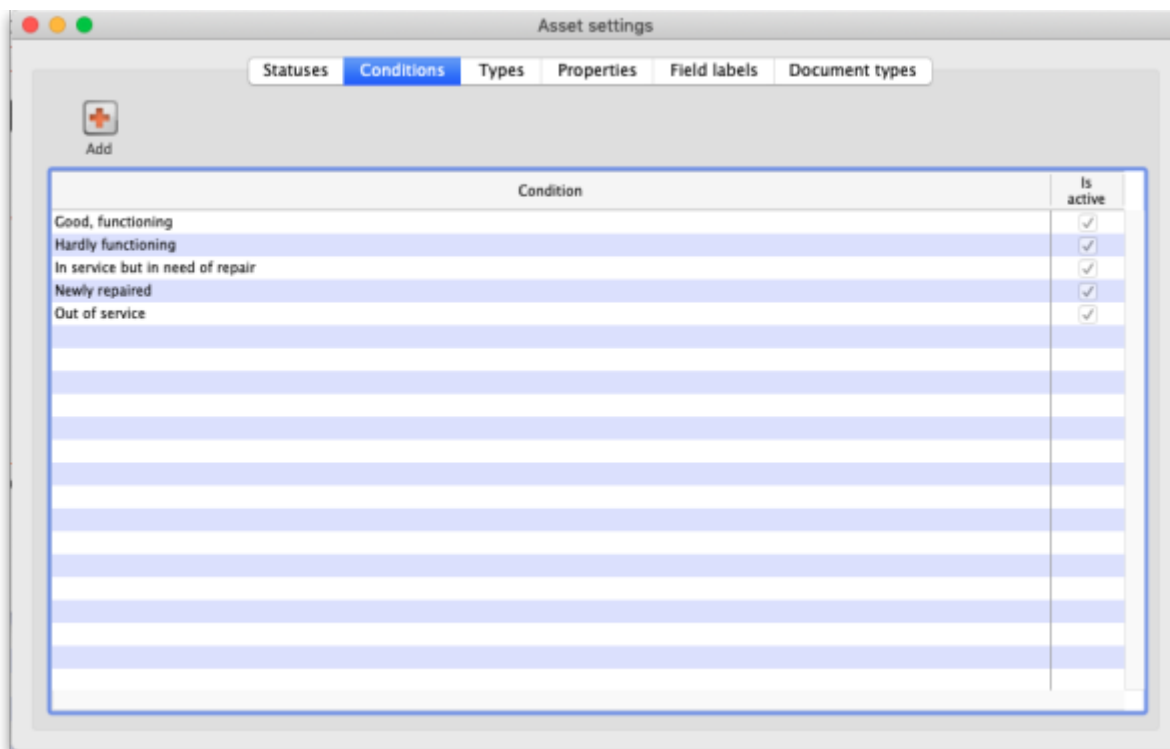 Asset settings
Statuses Conditions Types Properties Field labels Document types
Add
Condition Is active
Good, functioning
Hardly functioning
In service but in need of repair
Newly repaired
Out of service